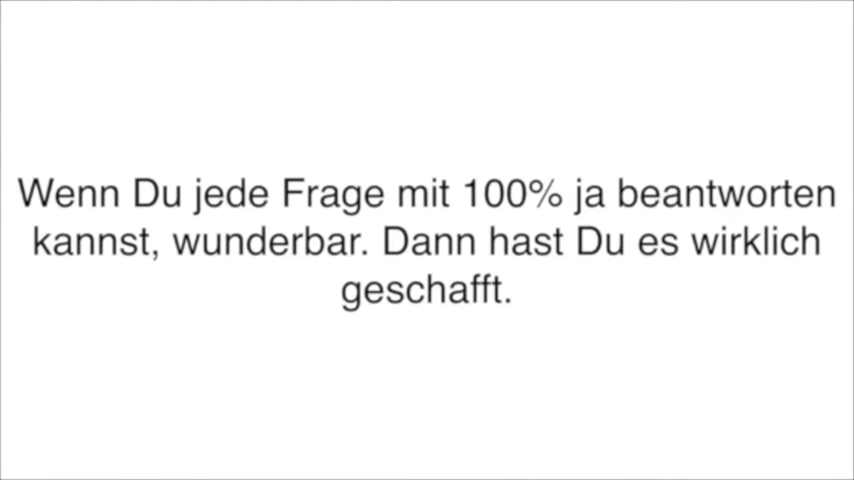 Wenn Du jede Frage mit 100% ja beantworten
kannst, wunderbar. Dann hast Du es wirklich
geschafft.